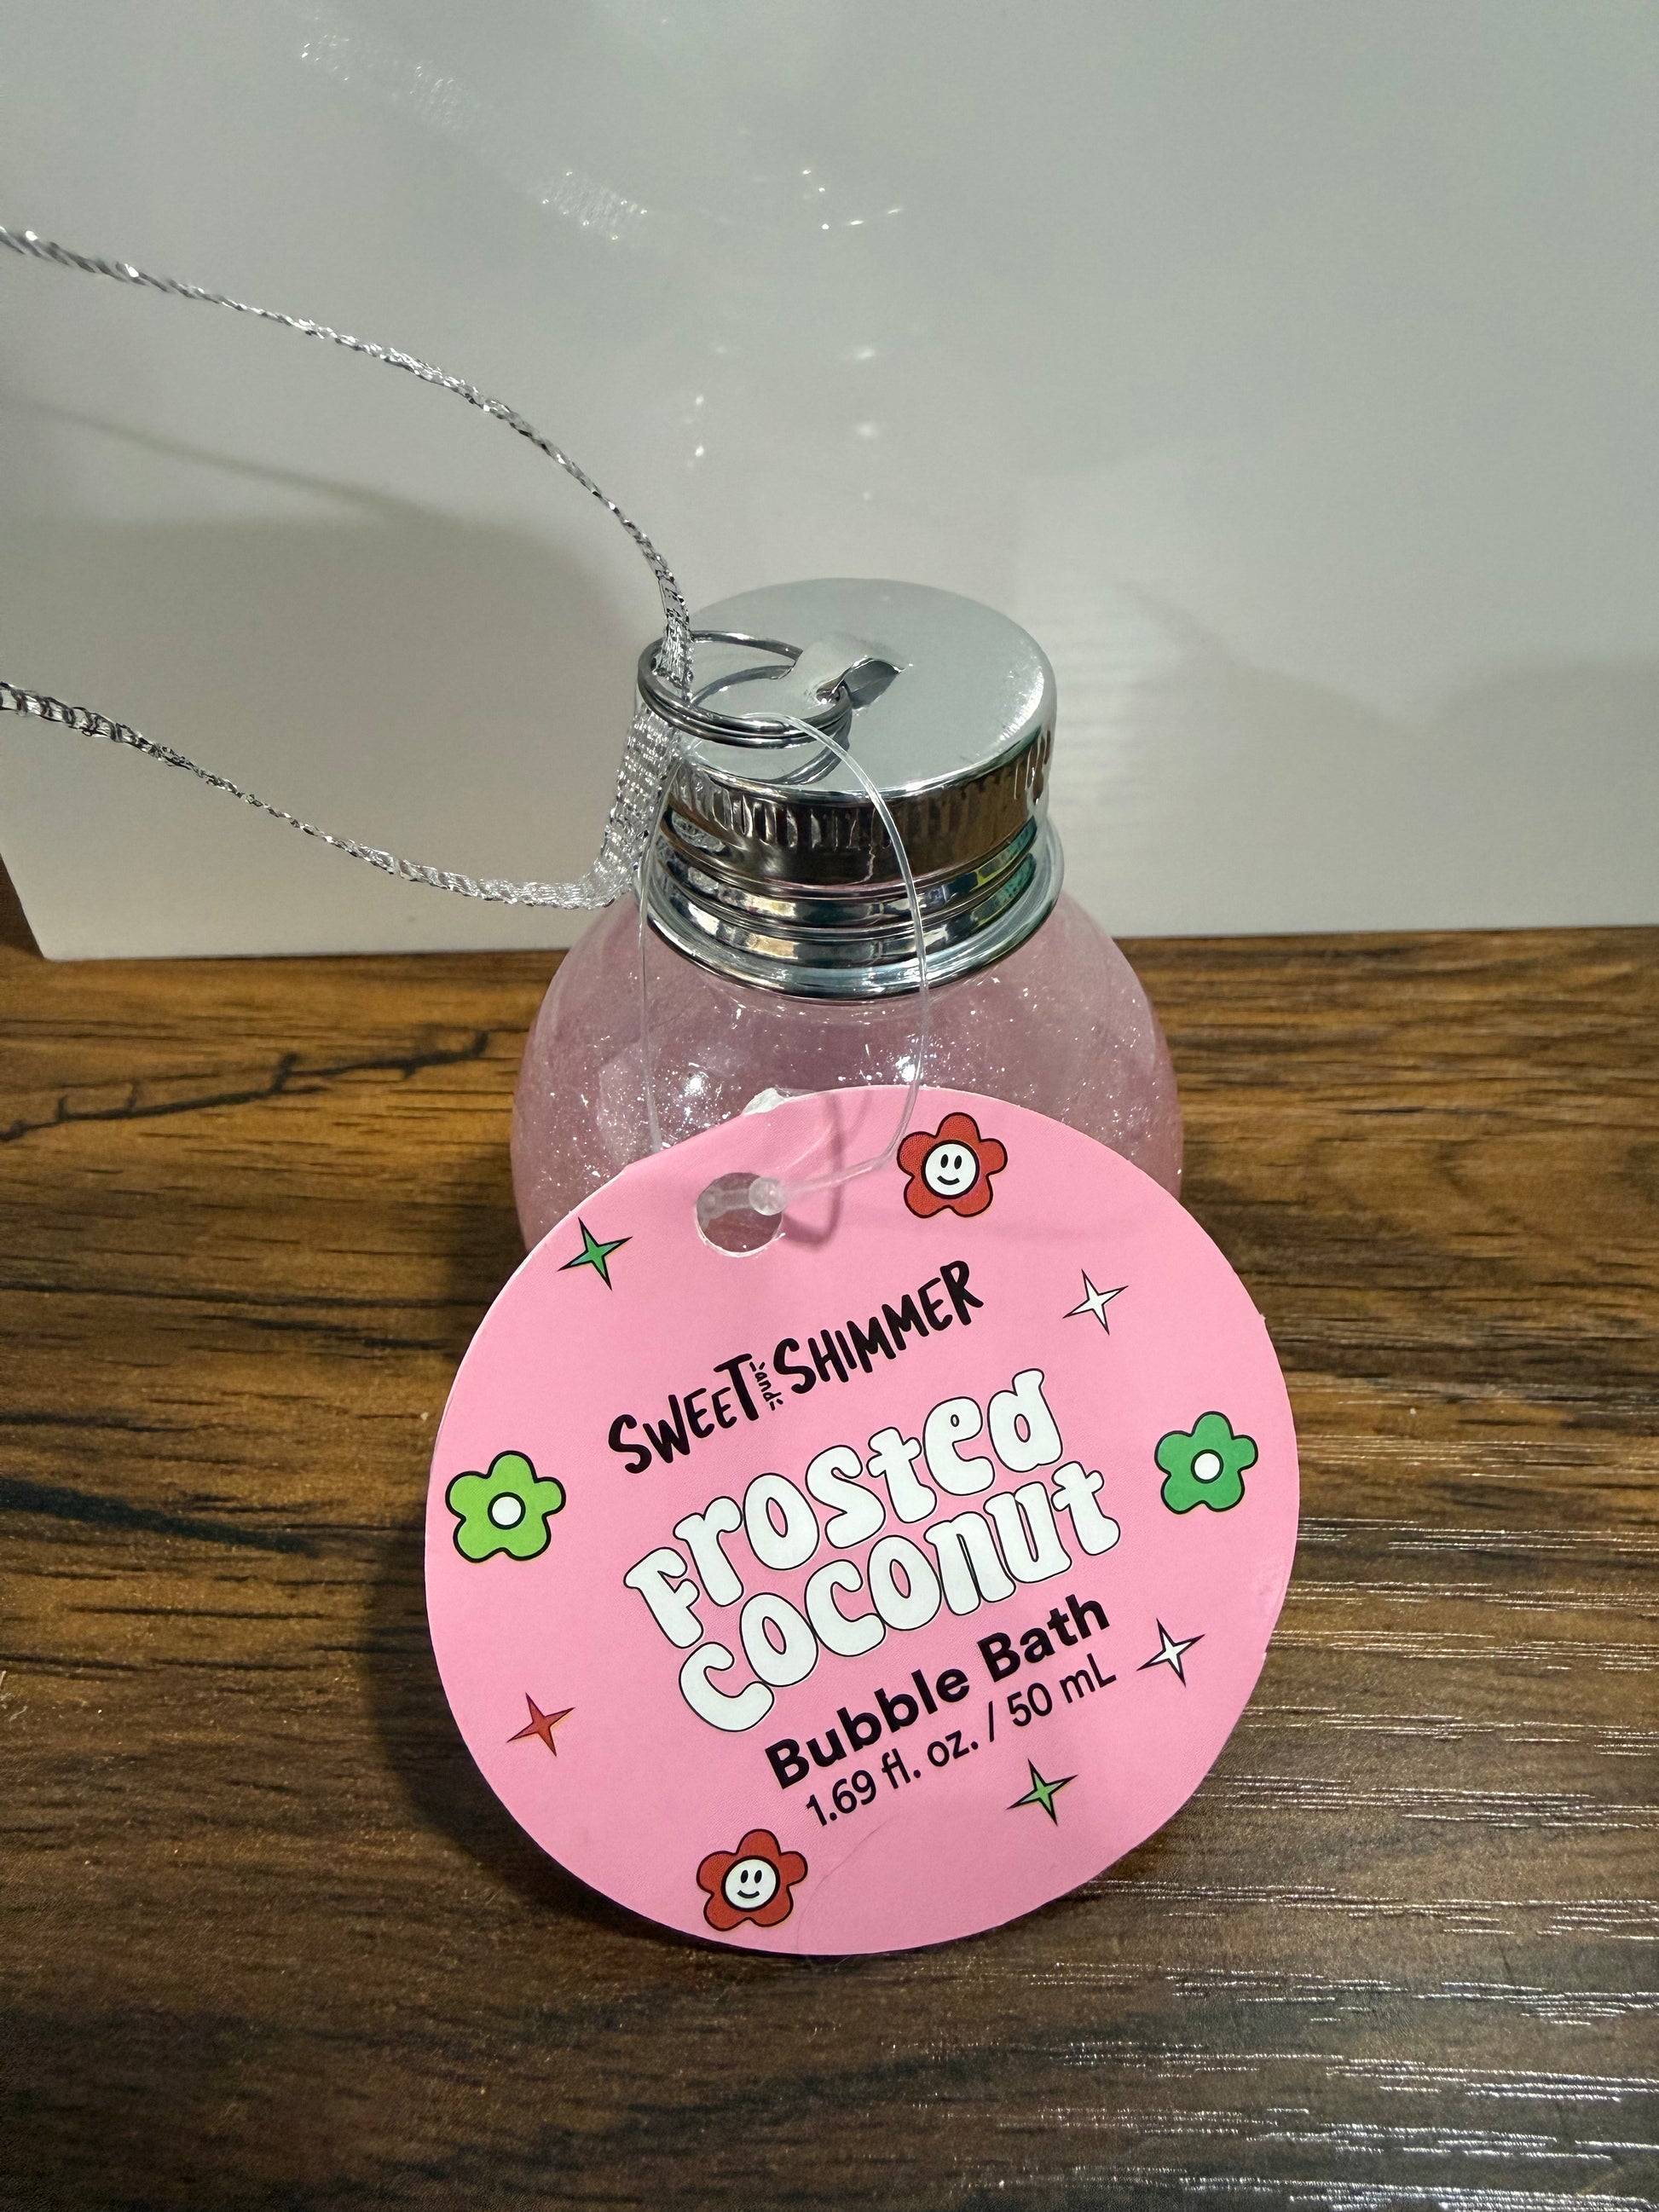 SWEET and SHIMMER
Frosted
coconut
Bubble Bath
1.69 fl. oz. / 50 mL